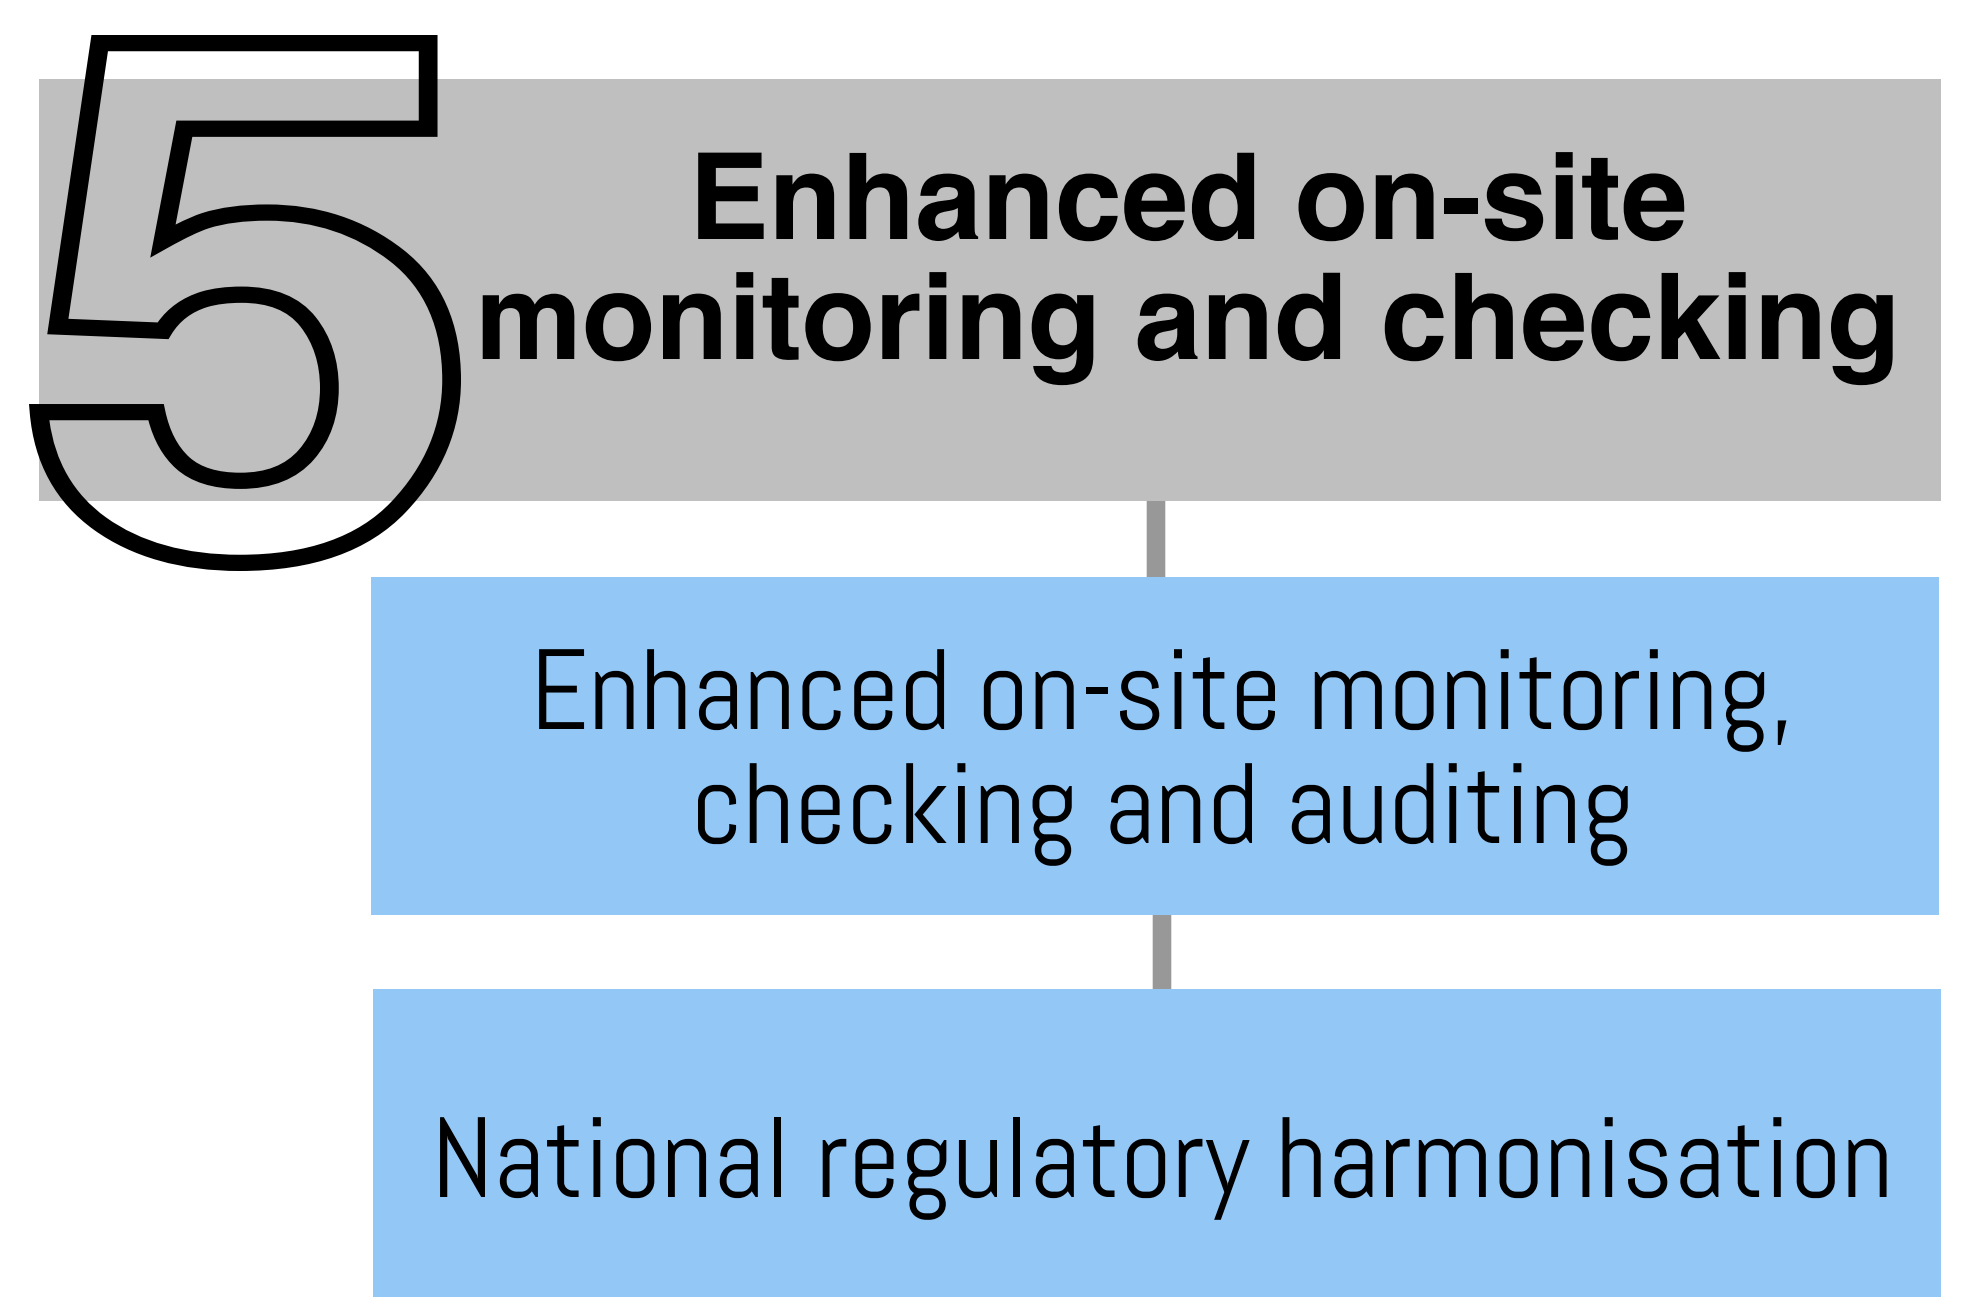 5
Enhanced on-site
monitoring and checking
Enhanced on-site monitoring,
checking and auditing
National regulatory harmonisation